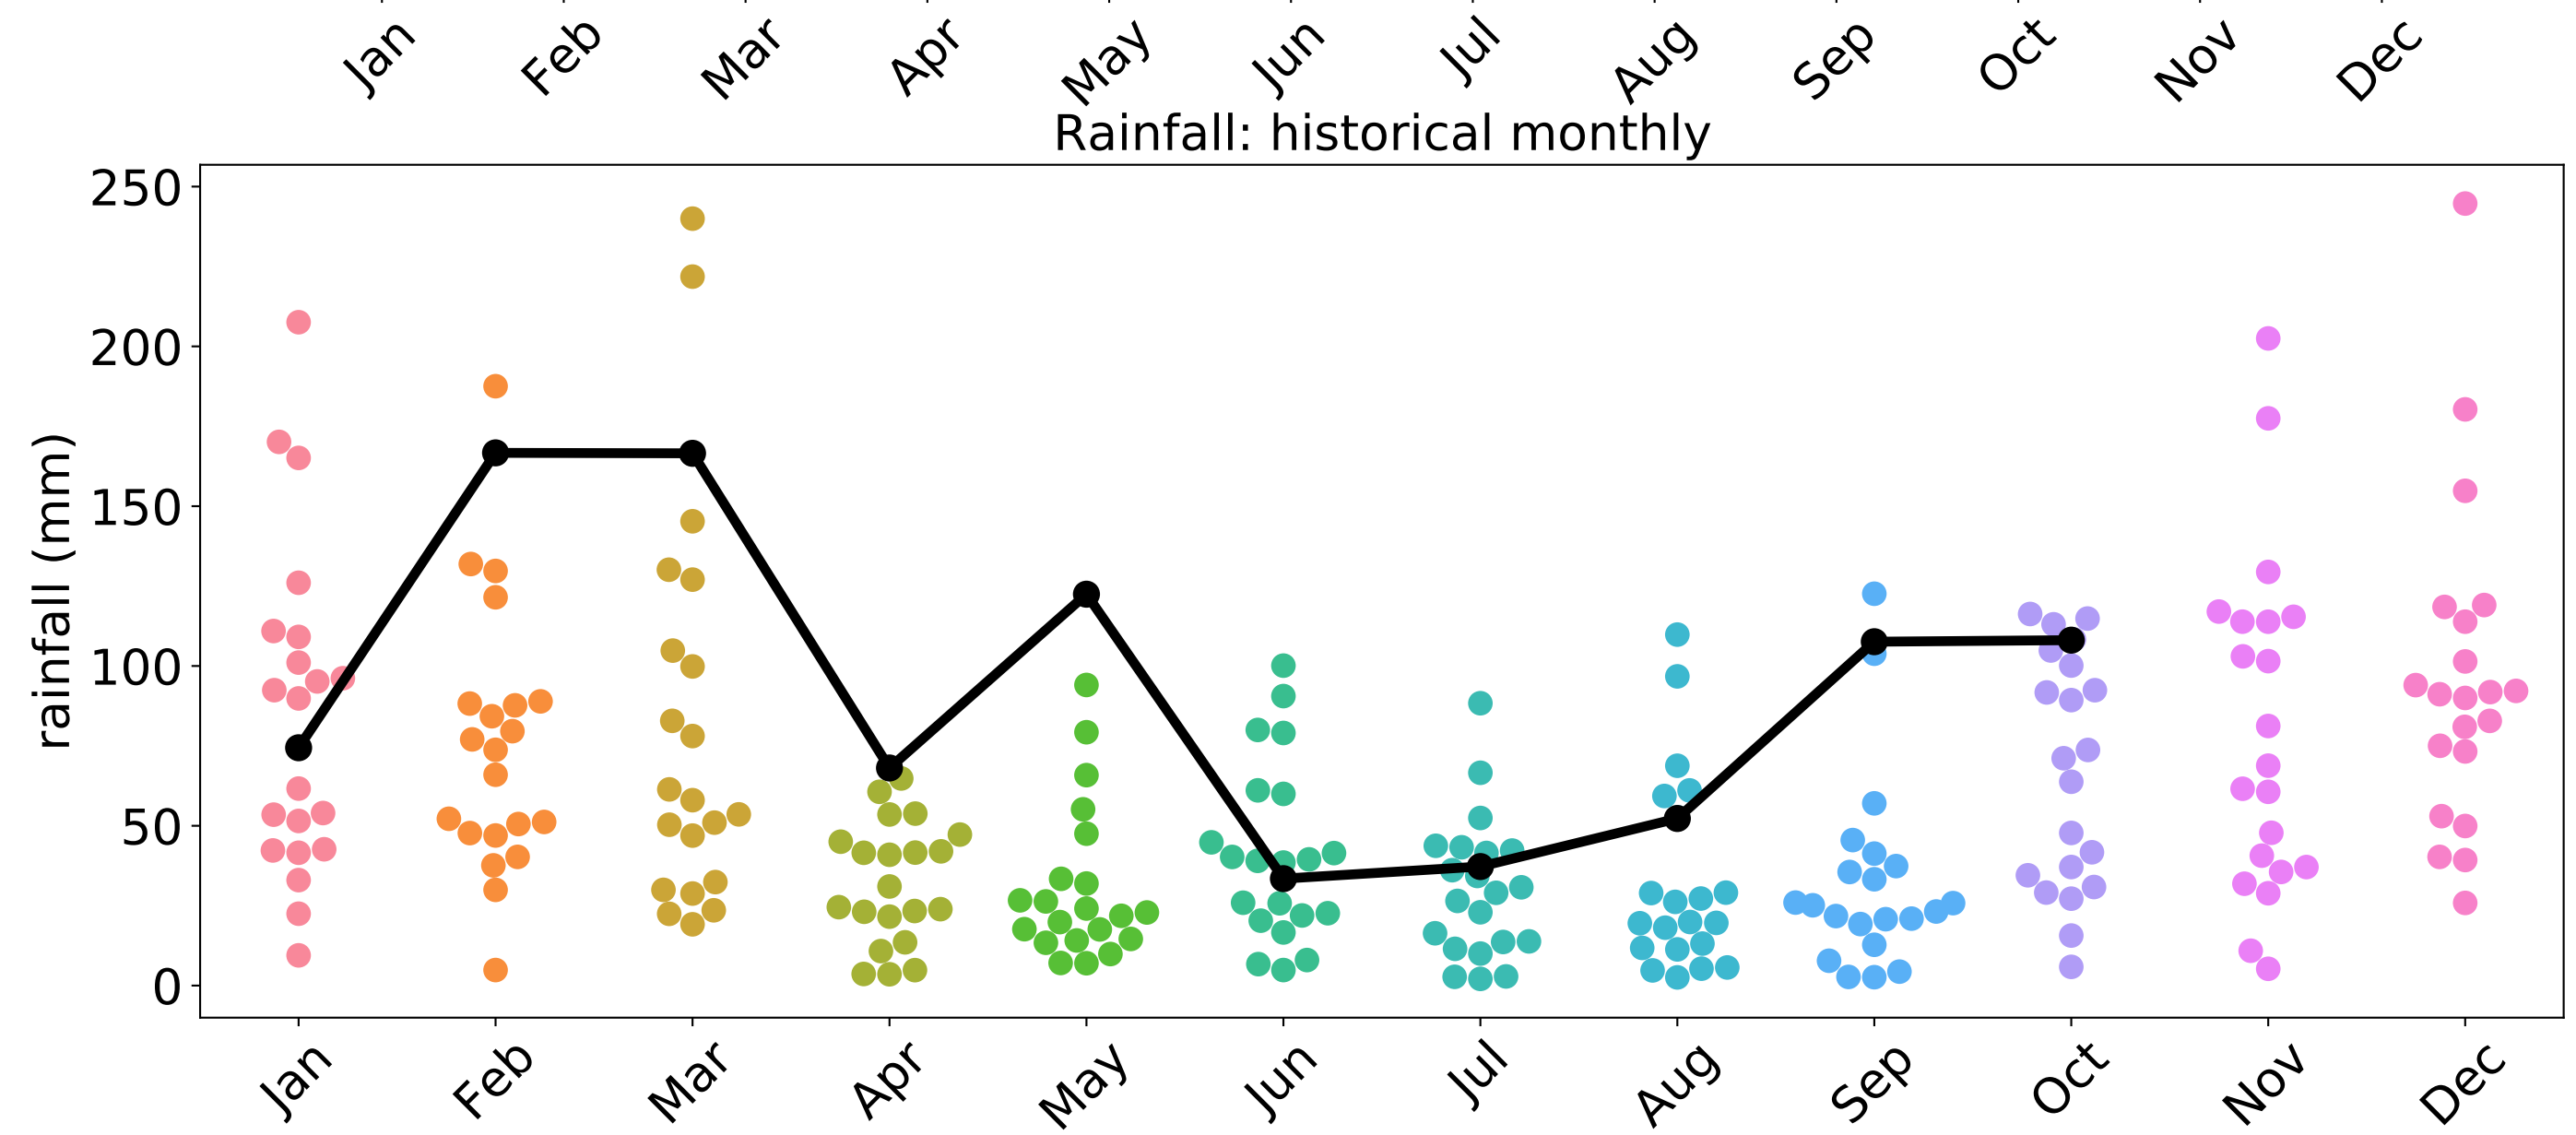 Jan Feb Mar Apr May Jun Jul Aug Sep Oct Nov Dec
Rainfall: historical monthly
250
200
150
100
50
0
rainfall (mm)
Jan Feb Mar Apr May Jun Jul Aug Sep Oct Nov Dec